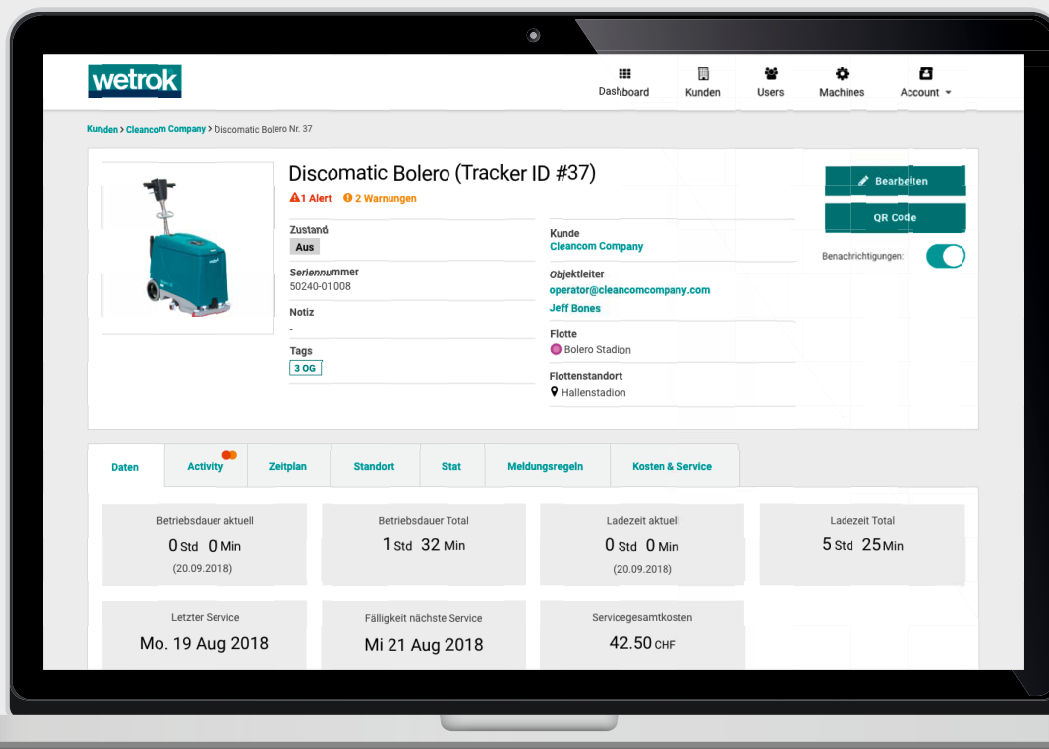 wetrok
Dashboard
Kunden
Users
Machines
Account
Kunden > Cleancom Company > Discomatic Bolero Nr. 37
Discomatic Bolero (Tracker ID #37)
1 Alert 2 Warnungen
Zustand
Aus
Seriennummer
50240-01008
Notiz
-
Tags
3 OG
Kunde
Cleancom Company
Objektleiter
operator@cleancomcompany.com
Jeff Bones
Flotte
Bolero Stadion
Flottenstandort
Hallenstadion
Bearbeiten
QR Code
Benachrichtigungen:
Daten
Activity
Zeitplan
Standort
Stat
Meldungsregeln
Kosten & Service
Betriebsdauer aktuell
0 Std 0 Min
(20.09.2018)
Betriebsdauer Total
1 Std 32 Min
Ladezeit aktuell
0 Std 0 Min
(20.09.2018)
Ladezeit Total
5 Std 25 Min
Letzter Service
Mo. 19 Aug 2018
Fälligkeit nächste Service
Mi 21 Aug 2018
Servicegesamtkosten
42.50 CHF